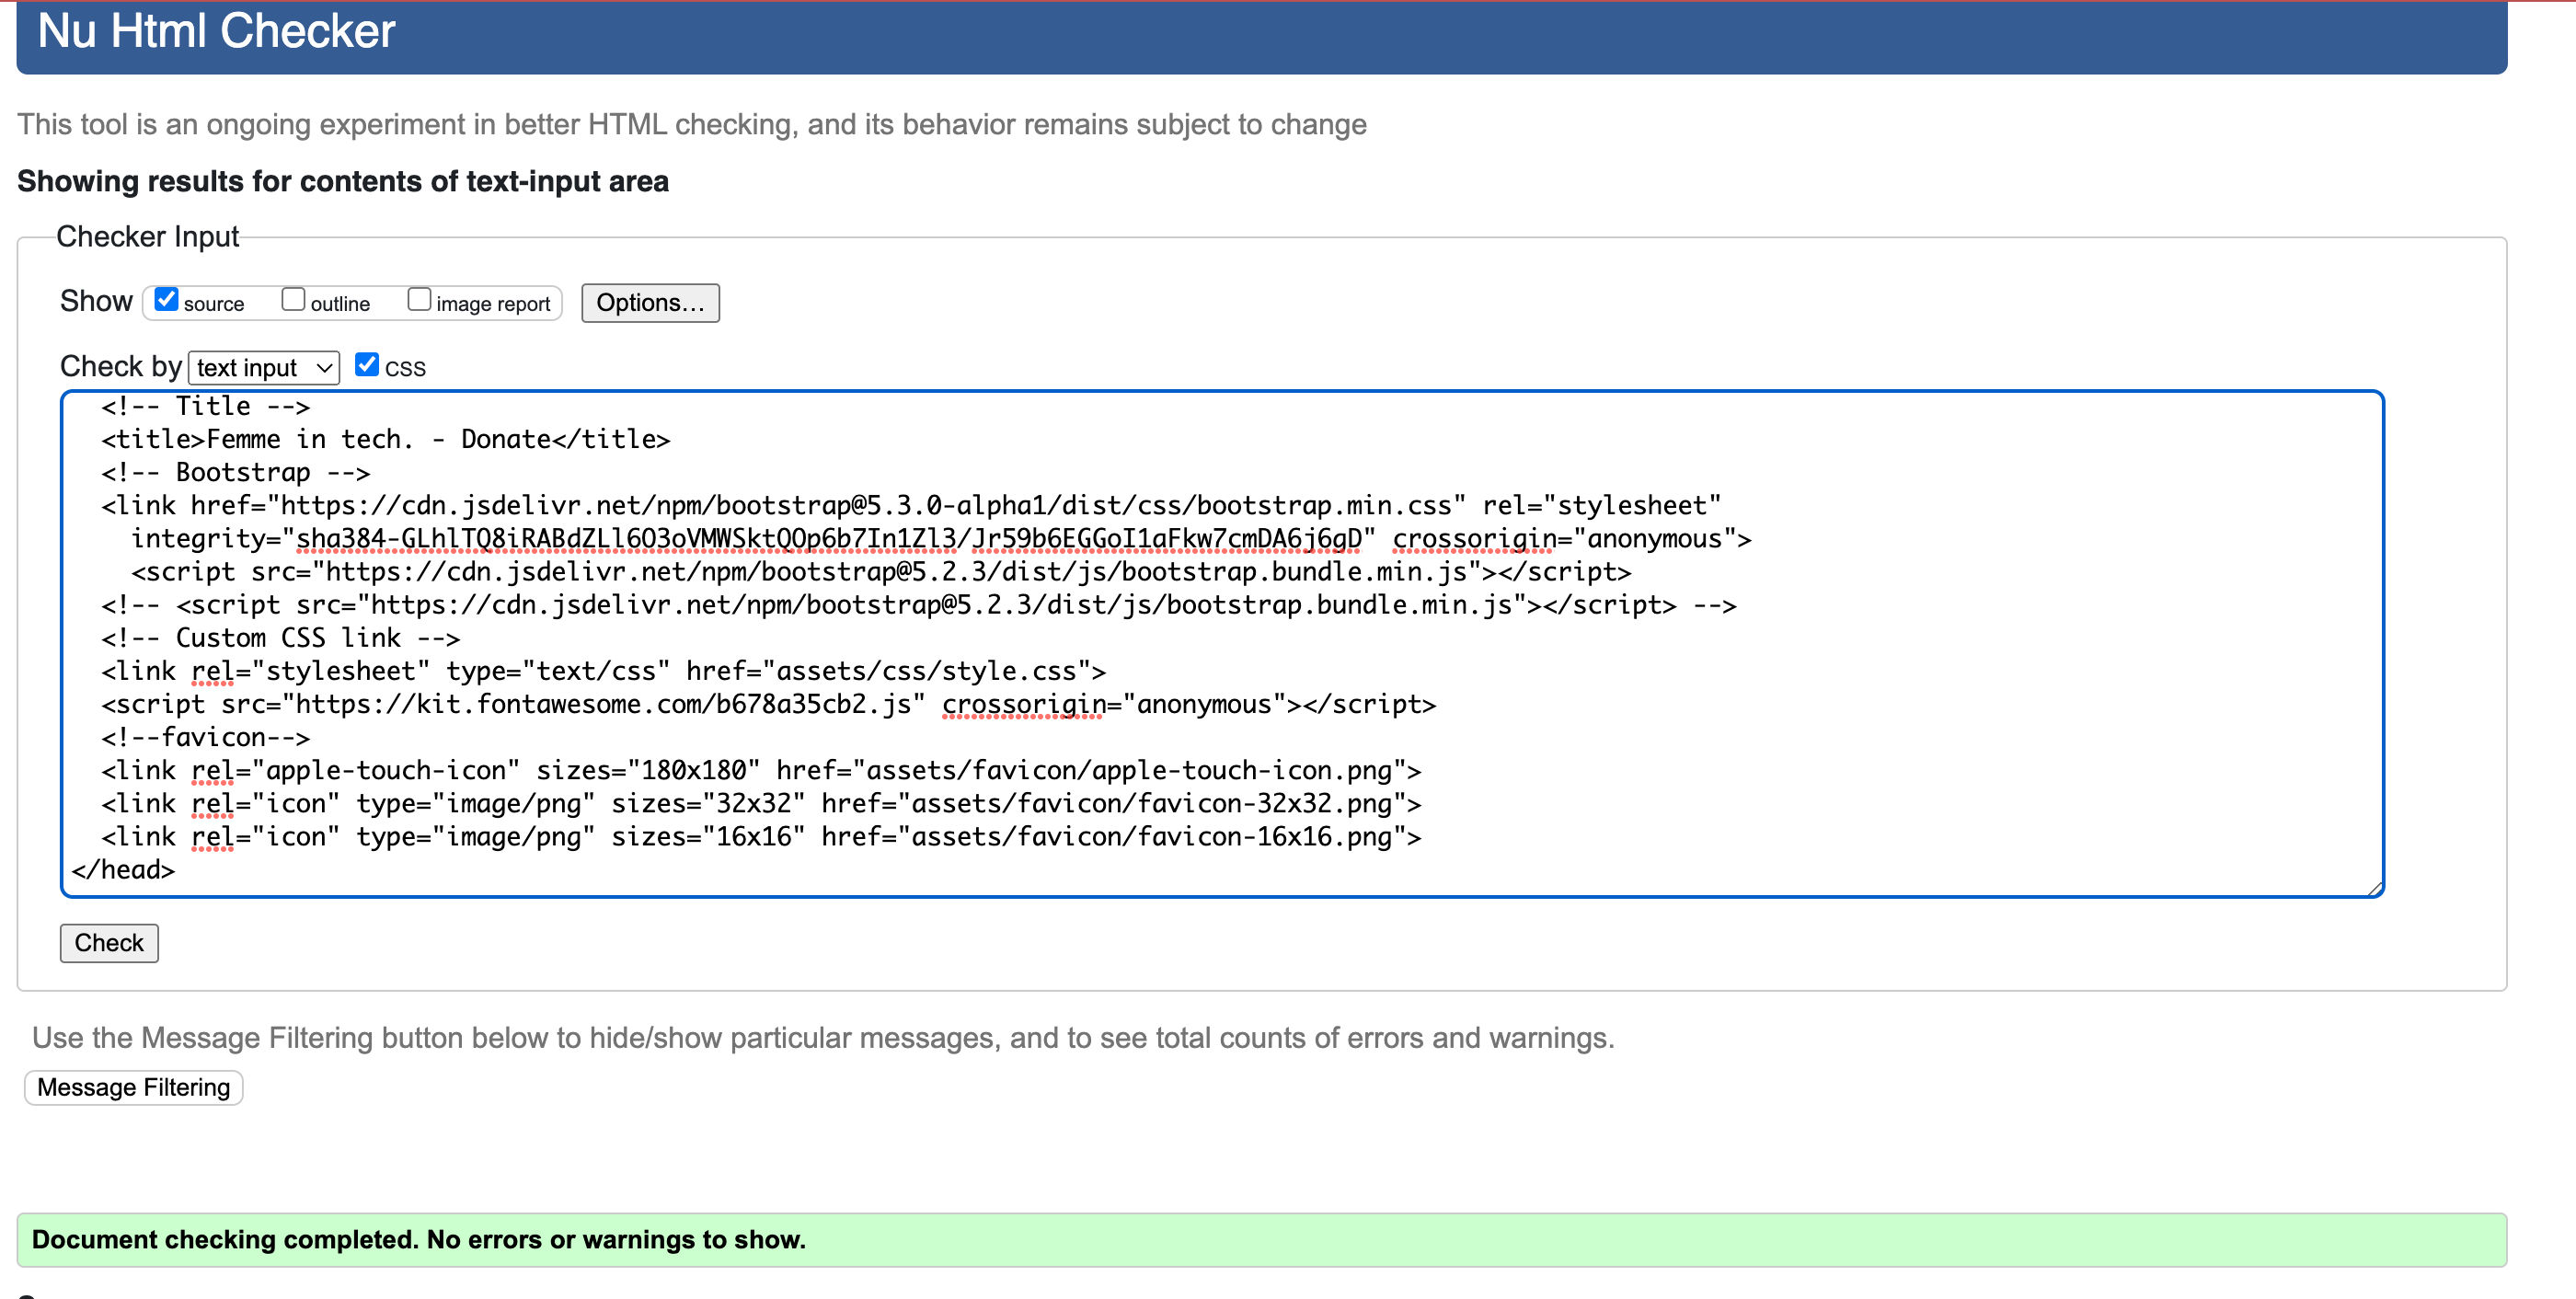 Nu Html Checker
This tool is an ongoing experiment in better HTML checking, and its behavior remains subject to change
Showing results for contents of text-input area
Checker Input
Show source outline image report Options...
Check by text input CSS
<!-- Title -->
<title>Femme in tech. - Donate</title>
<!-- Bootstrap -->
<link href="https://cdn.jsdelivr.net/npm/bootstrap@5.3.0-alpha1/dist/css/bootstrap.min.css" rel="stylesheet"
integrity="sha384-GLhlTQ8iRABdZLl6O3oVMWSktQOp6b7In1Zl3/Jr59b6EGGoI1aFkw7cmDA6j6gD" crossorigin="anonymous">
<script src="https://cdn.jsdelivr.net/npm/bootstrap@5.2.3/dist/js/bootstrap.bundle.min.js"></script>
<!-- <script src="https://cdn.jsdelivr.net/npm/bootstrap@5.2.3/dist/js/bootstrap.bundle.min.js"></script> -->
<!-- Custom CSS link -->
<link rel="stylesheet" type="text/css" href="assets/css/style.css">
<script src="https://kit.fontawesome.com/b678a35cb2.js" crossorigin="anonymous"></script>
<!--favicon-->
<link rel="apple-touch-icon" sizes="180x180" href="assets/favicon/apple-touch-icon.png">
<link rel="icon" type="image/png" sizes="32x32" href="assets/favicon/favicon-32x32.png">
<link rel="icon" type="image/png" sizes="16x16" href="assets/favicon/favicon-16x16.png">
</head>
Check
Use the Message Filtering button below to hide/show particular messages, and to see total counts of errors and warnings.
Message Filtering
Document checking completed. No errors or warnings to show.